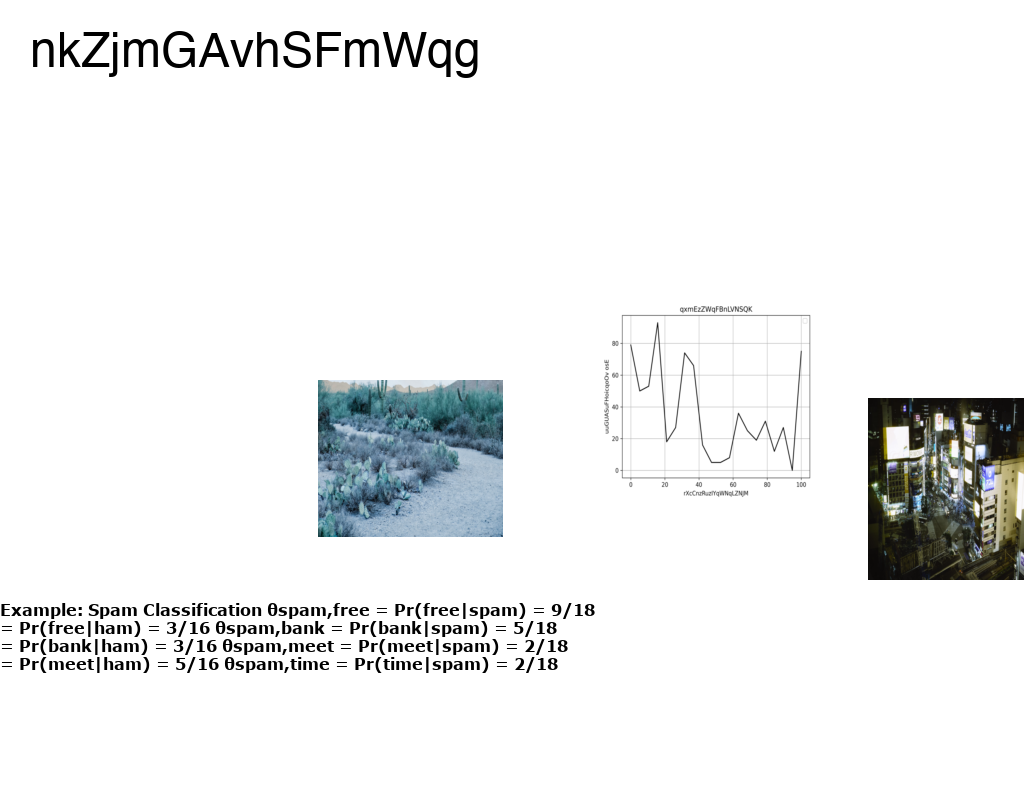 nkZjmGAvhSFmWqg
qxmEzZWqFBnLVNSQK
80
60
40
20
0
0 20 40 60 80 100
rXcCnzRuzIYqWNqLZNjM
Example: Spam Classification θspam,free = Pr(free|spam) = 9/18
= Pr(free|ham) = 3/16 θspam,bank = Pr(bank|spam) = 5/18
= Pr(bank|ham) = 3/16 θspam,meet = Pr(meet|spam) = 2/18
= Pr(meet|ham) = 5/16 θspam,time = Pr(time|spam) = 2/18